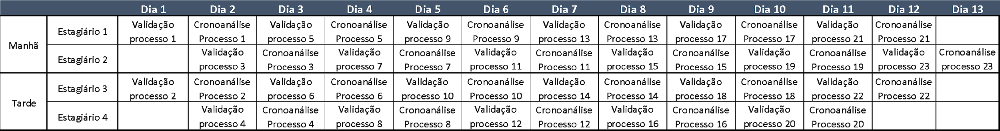 Dia 1 Dia 2 Dia 3 Dia 4 Dia 5 Dia 6 Dia 7 Dia 8 Dia 9 Dia 10 Dia 11 Dia 12 Dia 13
Manhã
Estagiário 1
Validação
processo 1
Cronoanálise
Processo 1
Validação
processo 5
Cronoanálise
Processo 5
Validação
processo 9
Cronoanálise
Processo 9
Validação
processo 13
Cronoanálise
Processo 13
Validação
processo 17
Cronoanálise
Processo 17
Validação
processo 21
Cronoanálise
Processo 21
Estagiário 2
Validação
processo 3
Cronoanálise
Processo 3
Validação
processo 7
Cronoanálise
Processo 7
Validação
processo 11
Cronoanálise
Processo 11
Validação
processo 15
Cronoanálise
Processo 15
Validação
processo 19
Cronoanálise
Processo 19
Validação
processo 23
Cronoanálise
processo 23
Tarde
Estagiário 3
Validação
processo 2
Cronoanálise
Processo 2
Validação
processo 6
Cronoanálise
Processo 6
Validação
processo 10
Cronoanálise
Processo 10
Validação
processo 14
Cronoanálise
Processo 14
Validação
processo 18
Cronoanálise
Processo 18
Validação
processo 22
Cronoanálise
Processo 22
Estagiário 4
Validação
processo 4
Cronoanálise
Processo 4
Validação
processo 8
Cronoanálise
Processo 8
Validação
processo 12
Cronoanálise
Processo 12
Validação
processo 16
Cronoanálise
Processo 16
Validação
processo 20
Cronoanálise
Processo 20